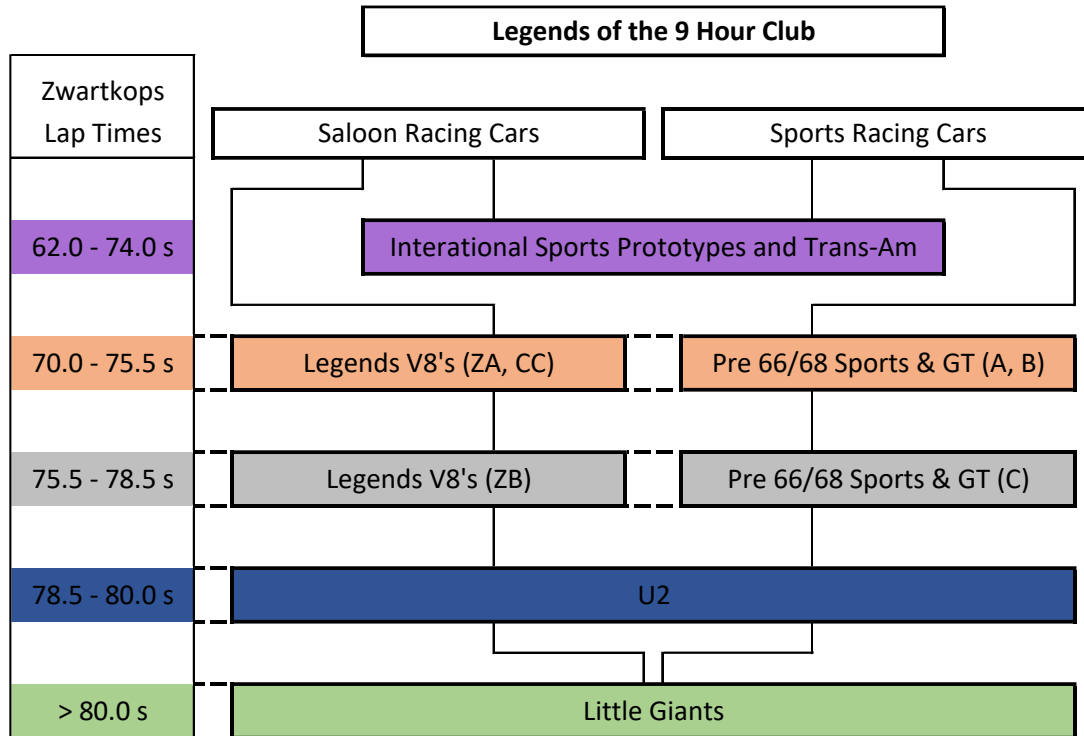 Legends of the 9 Hour Club
Zwartkops
Lap Times
Saloon Racing Cars
Sports Racing Cars
62.0 - 74.0 s
Interational Sports Prototypes and Trans-Am
70.0 - 75.5 s
Legends V8's (ZA, CC)
Pre 66/68 Sports & GT (A, B)
75.5 - 78.5 s
Legends V8's (ZB)
Pre 66/68 Sports & GT (C)
78.5 - 80.0 s
U2
> 80.0 s
Little Giants